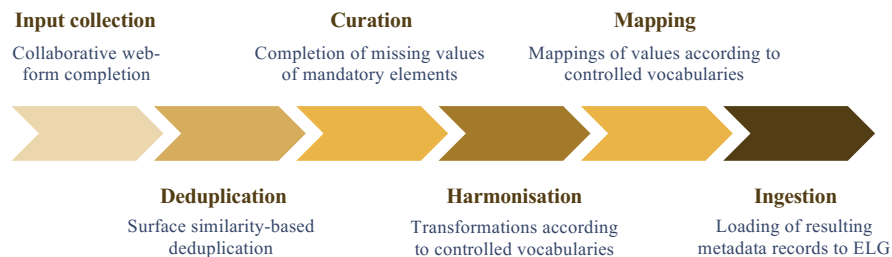 Input collection
Collaborative web-
form completion
Curation
Completion of missing values
of mandatory elements
Mapping
Mappings of values according to
controlled vocabularies
Deduplication
Surface similarity-based
deduplication
Harmonisation
Transformations according
to controlled vocabularies
Ingestion
Loading of resulting
metadata records to ELG